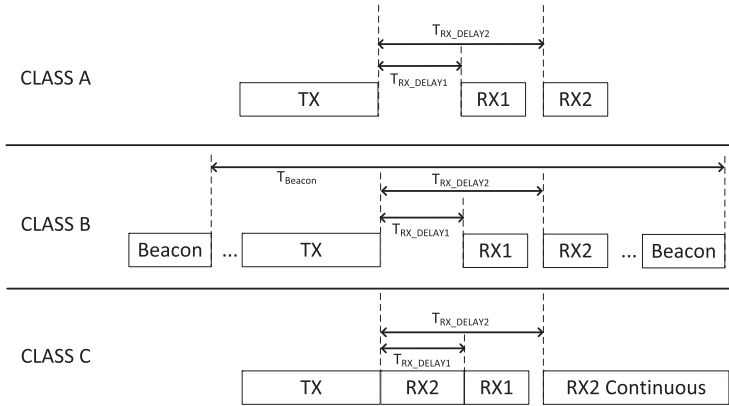 T_RX_DELAY2
CLASS A
T_RX_DELAY1
TX RX1 RX2
T_Beacon
T_RX_DELAY2
CLASS B
T_RX_DELAY1
Beacon ... TX RX1 RX2 ... Beacon
T_RX_DELAY2
CLASS C
T_RX_DELAY1
TX RX2 RX1 RX2 Continuous